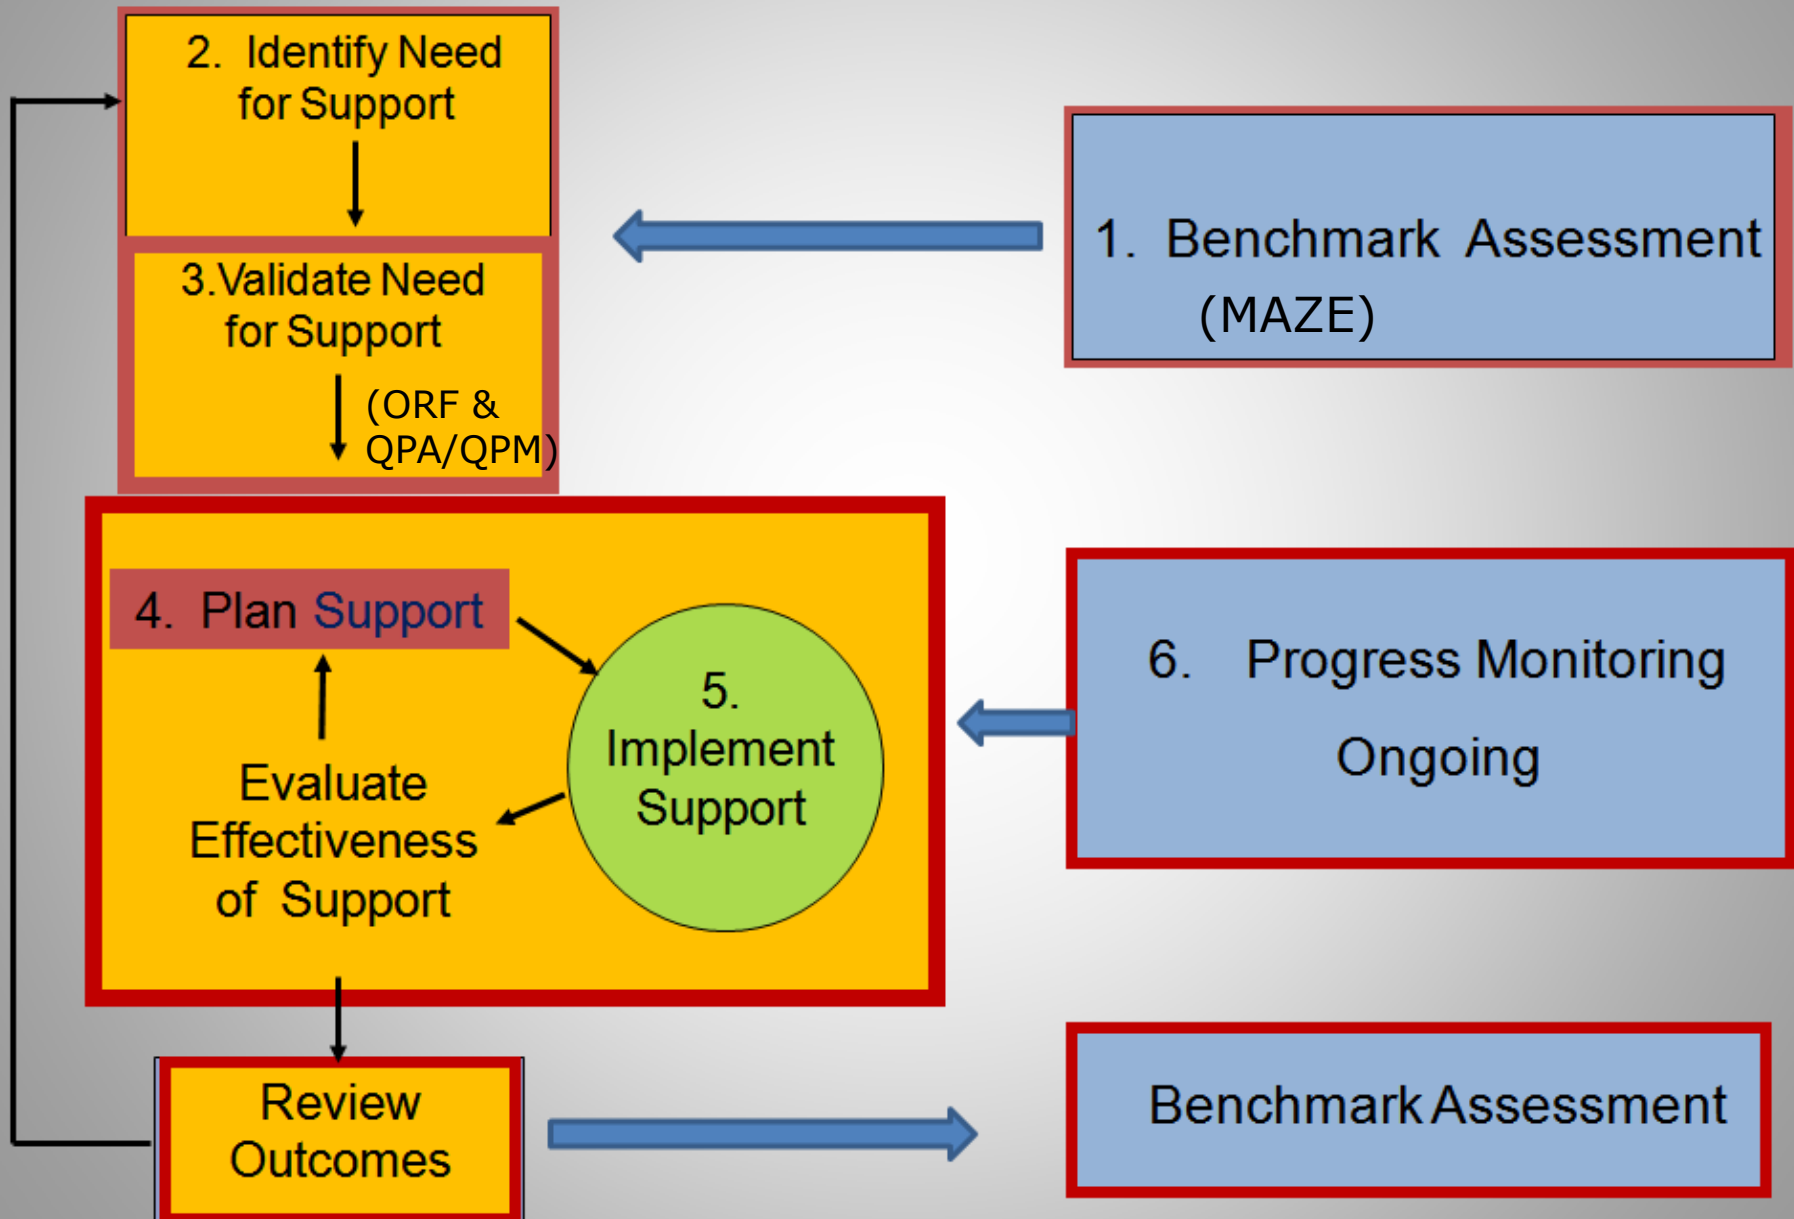 2. Identify Need
for Support
3.Validate Need
for Support
(ORF &
QPA/QPM)
1. Benchmark Assessment
(MAZE)
4. Plan Support
5.
Implement
Support
Evaluate
Effectiveness
of Support
6. Progress Monitoring
Ongoing
Review
Outcomes
Benchmark Assessment